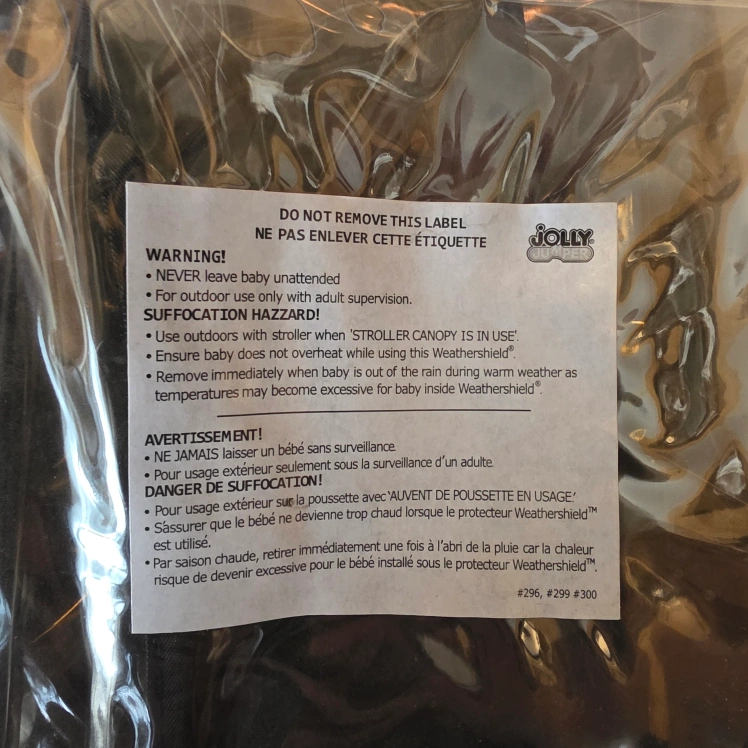 DO NOT REMOVE THIS LABEL
NE PAS ENLEVER CETTE ÉTIQUETTE
JOLLY
JUMPER
WARNING!
• NEVER leave baby unattended
• For outdoor use only with adult supervision.
SUFFOCATION HAZZARD!
• Use outdoors with stroller when 'STROLLER CANOPY IS IN USE'.
• Ensure baby does not overheat while using this Weathershield®.
• Remove immediately when baby is out of the rain during warm weather as
temperatures may become excessive for baby inside Weathershield®.
AVERTISSEMENT!
• NE JAMAIS laisser un bébé sans surveillance
• Pour usage extérieur seulement sous la surveillance d'un adulte
DANGER DE SUFFOCATION!
• Pour usage extérieur sur la poussette avec 'AUVENT DE POUSSETTE EN USAGE'
• S'assurer que le bébé ne devienne trop chaud lorsque le protecteur Weathershield™
est utilisé.
• Par saison chaude, retirer immédiatement une fois à l'abri de la pluie car la chaleur
risque de devenir excessive pour le bébé installé sous le protecteur Weathershield™.
#296, #299 #300